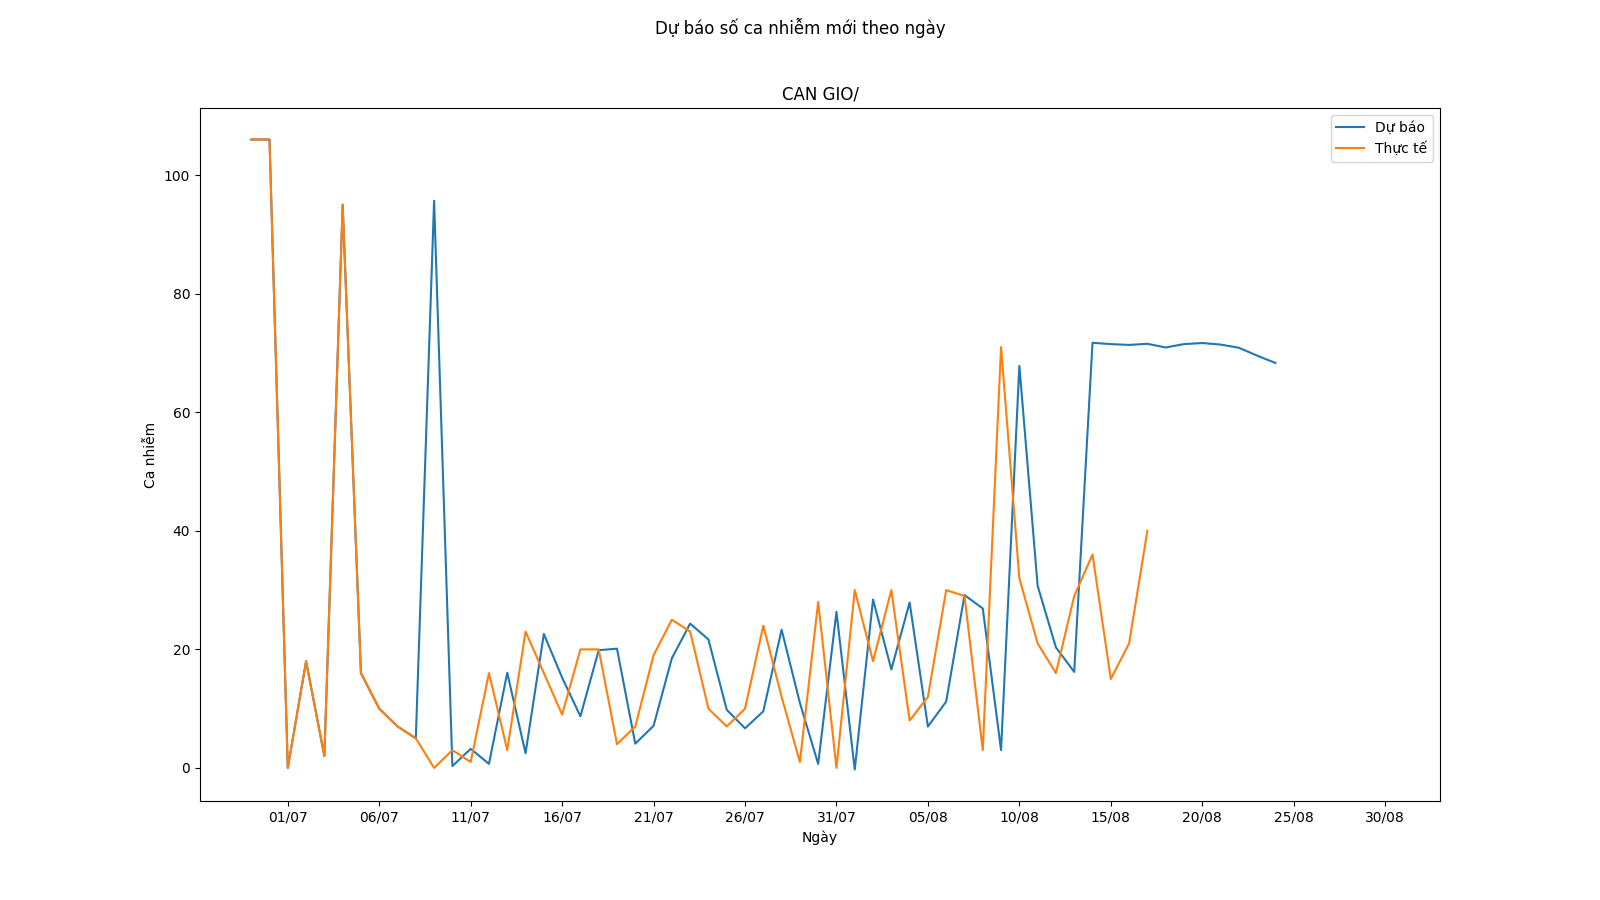 Dự báo số ca nhiễm mới theo ngày
CAN GIO/
Dự báo
Thực tế
100
80
60
40
20
0
Ca nhiễm
01/07 06/07 11/07 16/07 21/07 26/07 31/07 05/08 10/08 15/08 20/08 25/08 30/08
Ngày